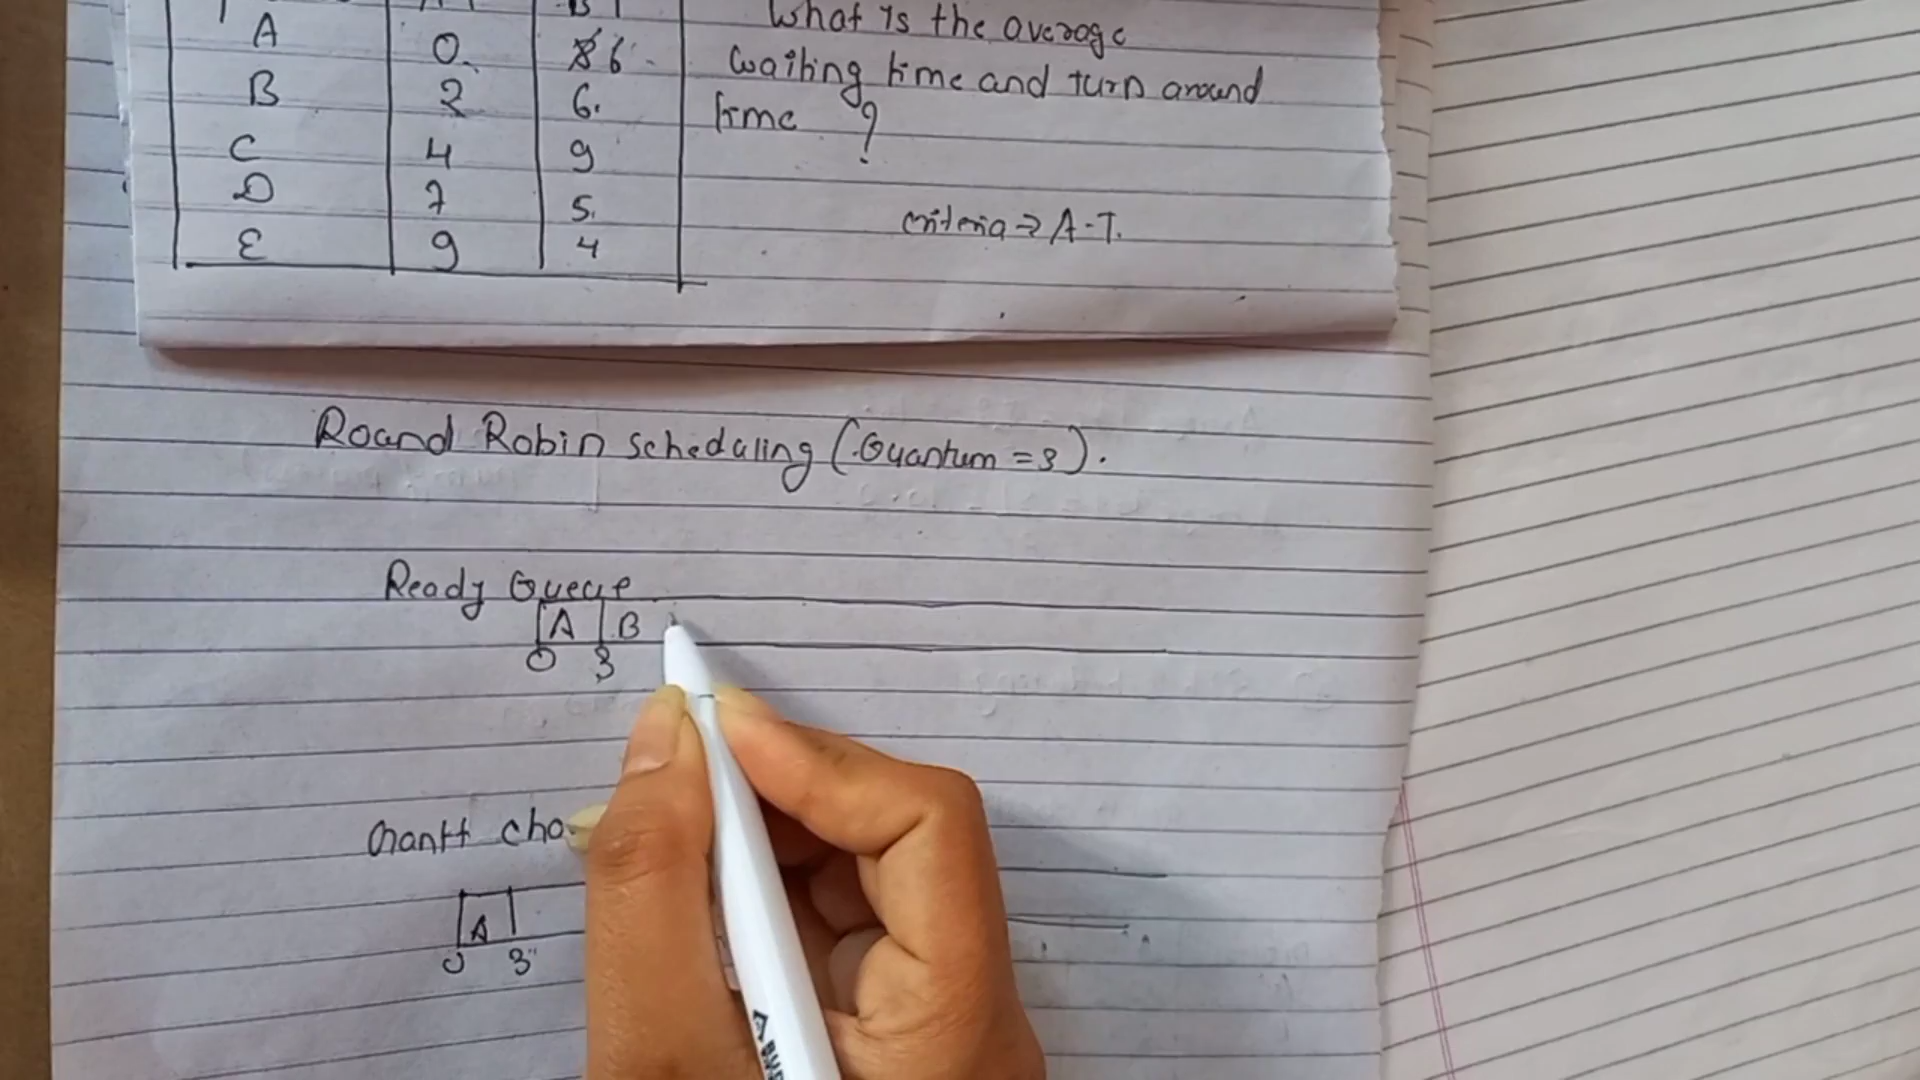 What is the average
A 0. 6.
waiting time and turn around
B 2 6.
time ?
C 4 9
D 7 5.
criteria → A-T.
E 9 4
Round Robin scheduling (Quantum = 3).
Ready Queue
A B
0 3
Gantt cha
A
0 3